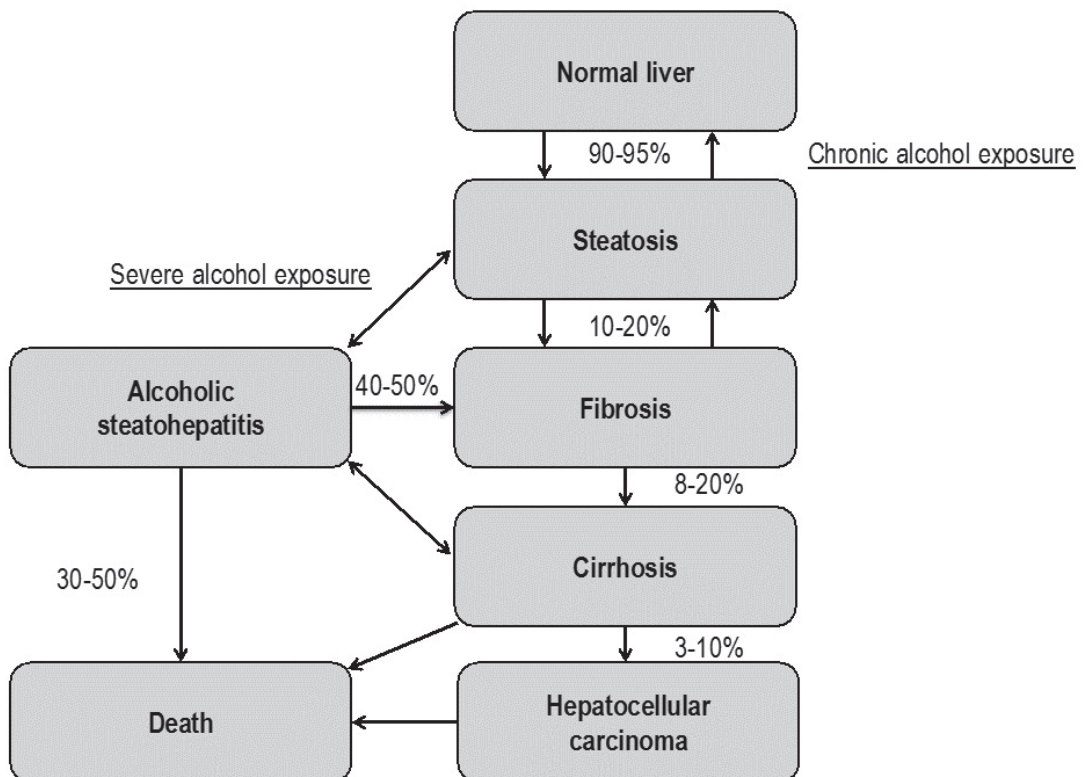 Normal liver
90-95%
Chronic alcohol exposure
Steatosis
Severe alcohol exposure
10-20%
Alcoholic
steatohepatitis
40-50%
Fibrosis
8-20%
Cirrhosis
30-50%
3-10%
Death
Hepatocellular
carcinoma